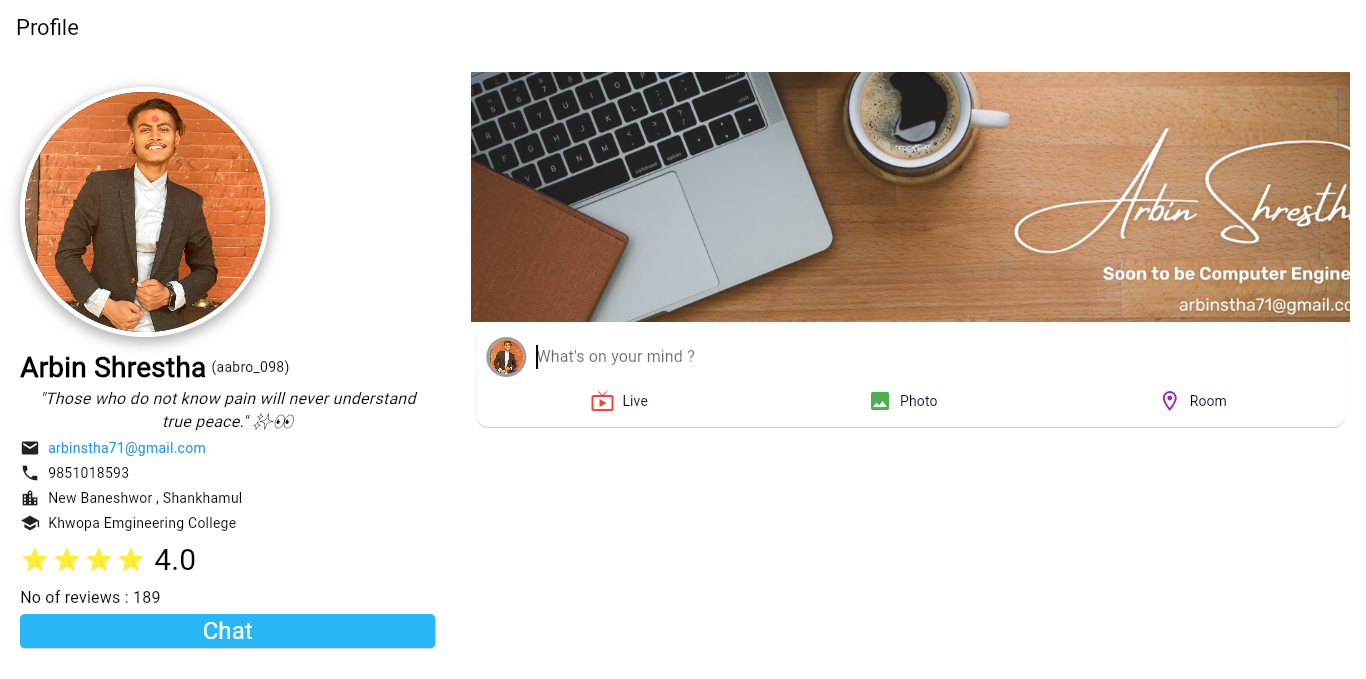 Profile
Arbin Shrestha (aabro_098)
"Those who do not know pain will never understand
true peace." ✨👀
arbinstha71@gmail.com
9851018593
New Baneshwor , Shankhamul
Khwopa Emgineering College
4.0
No of reviews : 189
Chat
Arbin Shresth
Soon to be Computer Engine
arbinstha71@gmail.co
What's on your mind ?
Live
Photo
Room